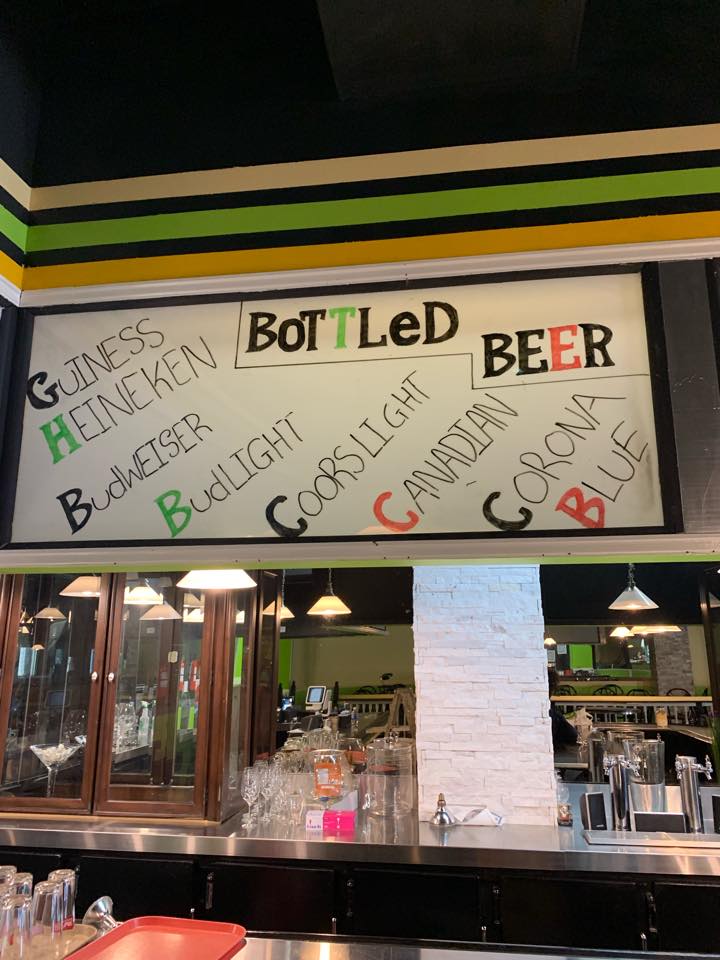 BoTTLeD
BEER
GUINESS
HEINEKEN
BudWEISER
BudLIGHT
COORSLIGHT
CANADIAN
CORONA
BLUE